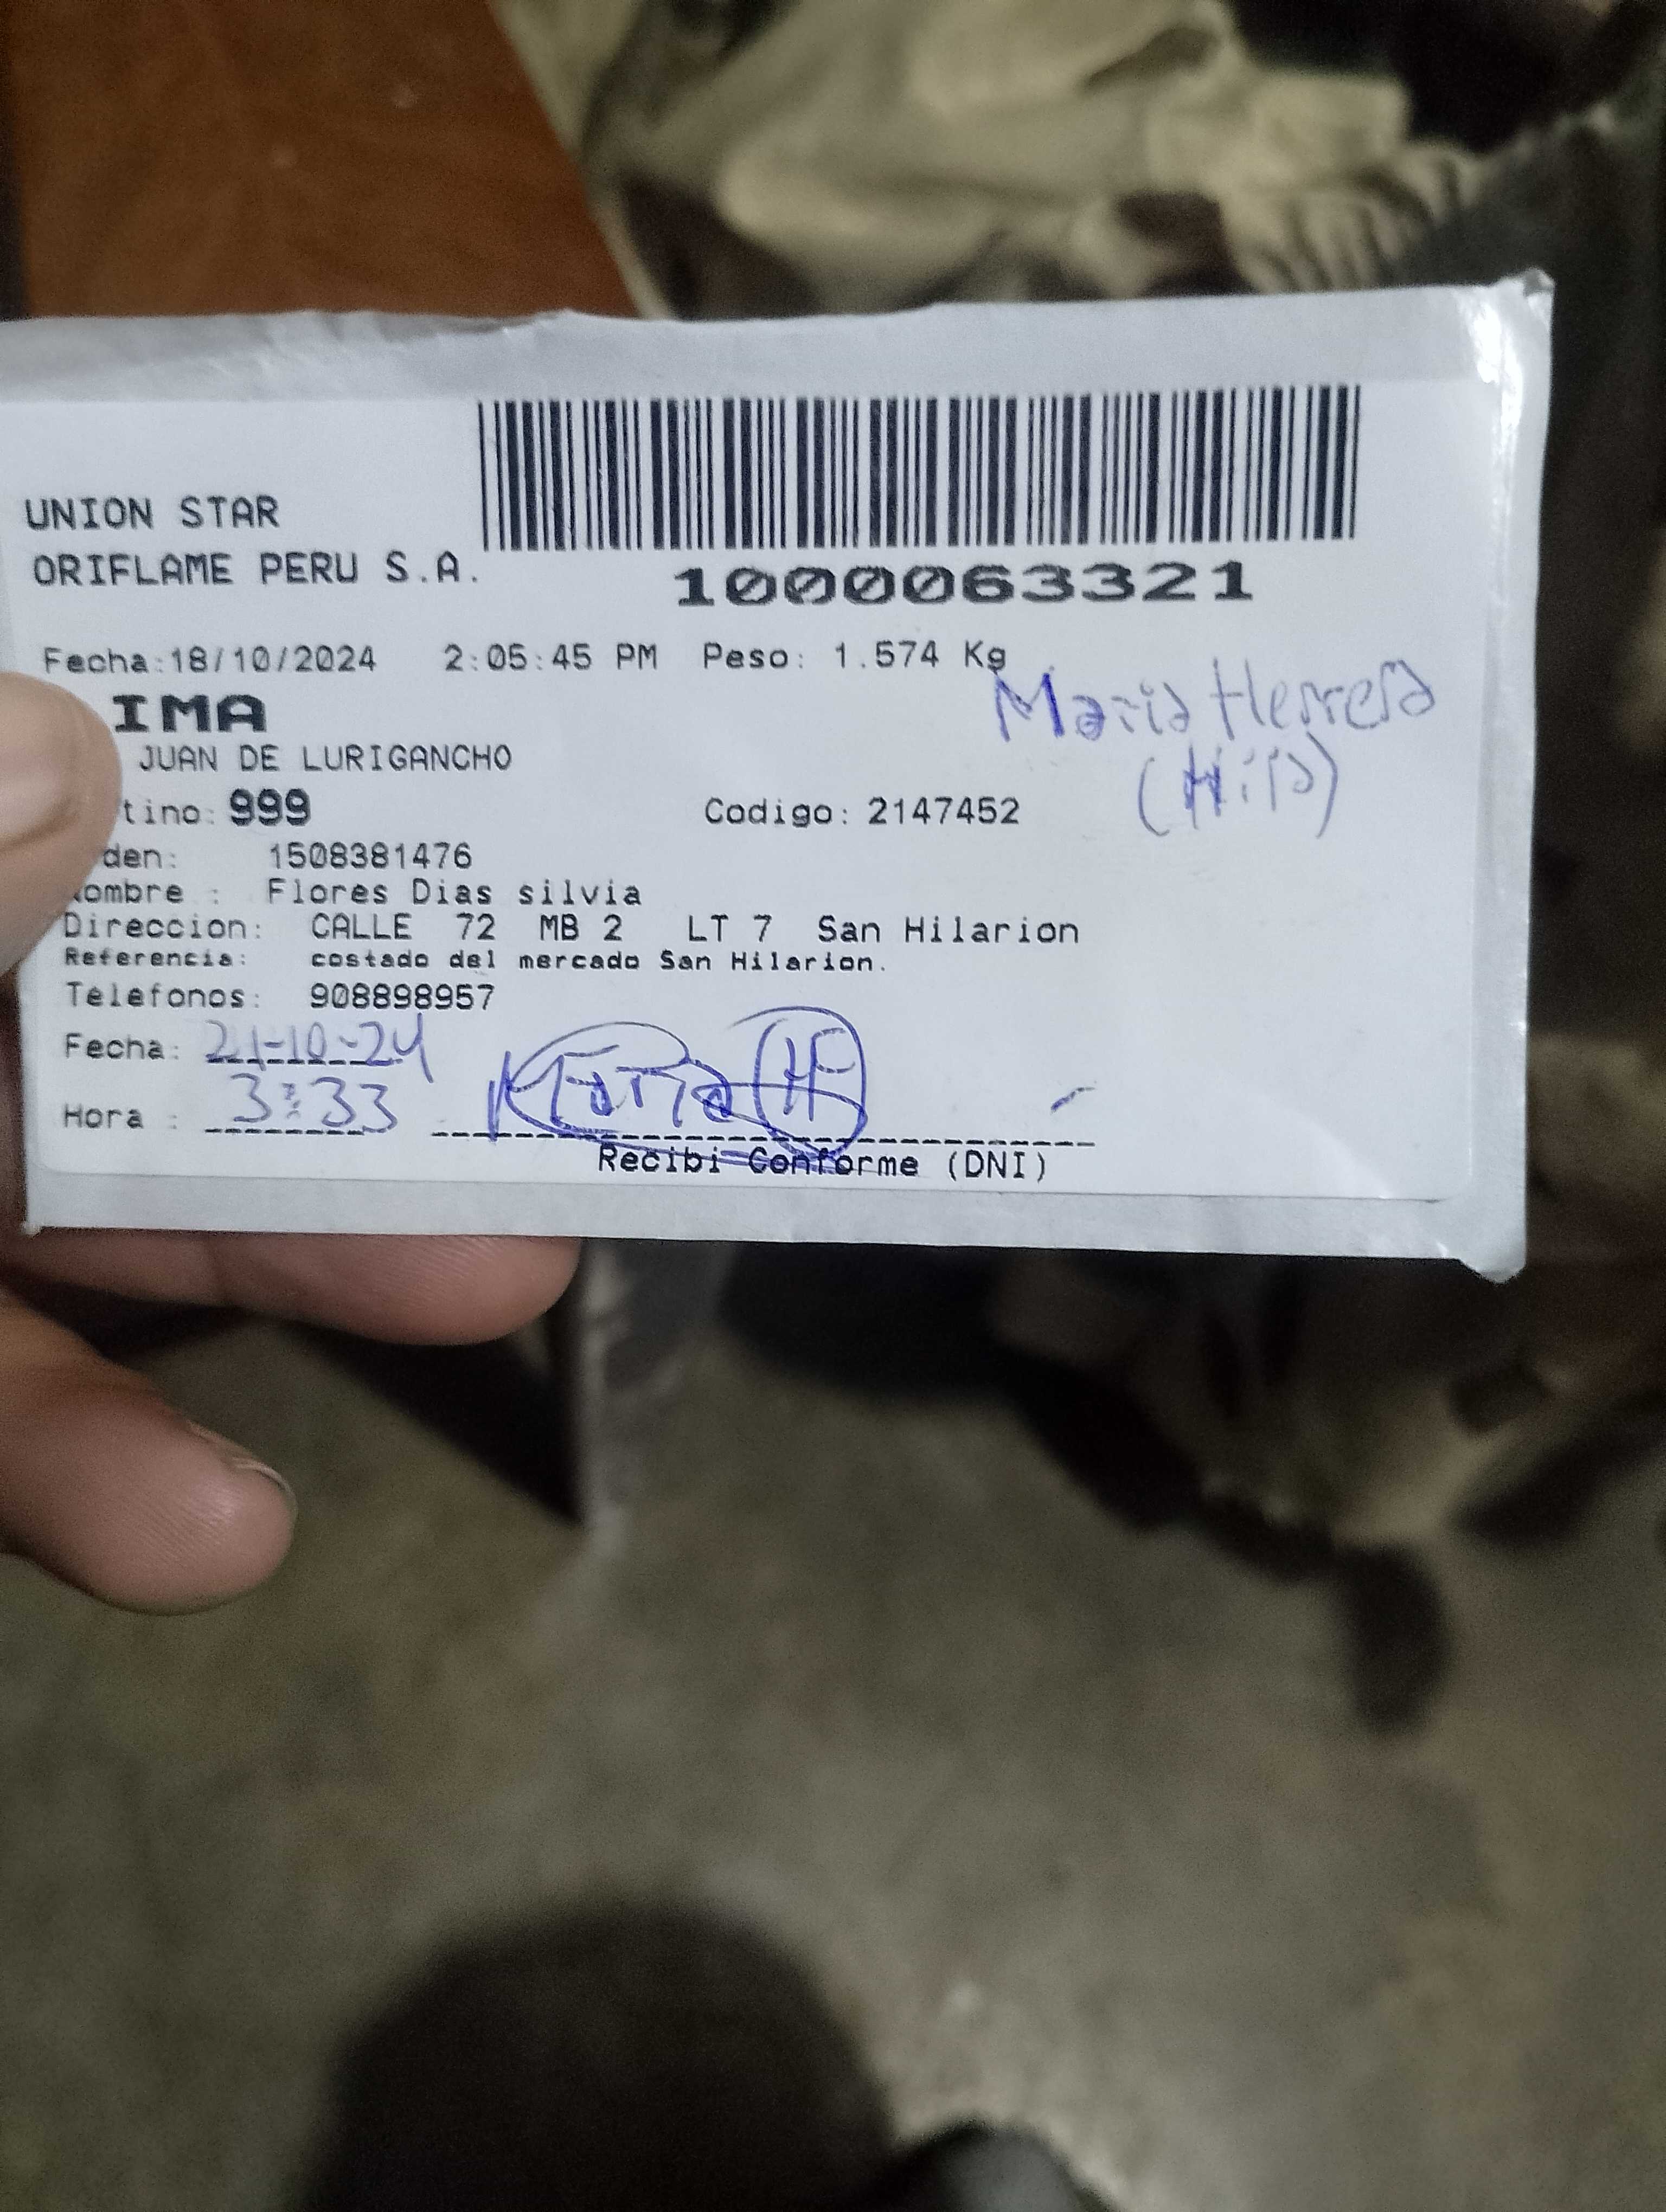 UNION STAR
ORIFLAME PERU S.A.
1000063321
Fecha:18/10/2024 2:05:45 PM Peso: 1.574 Kg
IMA
Maria Herrera
JUAN DE LURIGANCHO
(Hija)
tino: 999 Codigo: 2147452
den: 1508381476
ombre : Flores Dias silvia
Direccion: CALLE 72 MB 2 LT 7 San Hilarion
Referencia: costado del mercado San Hilarion.
Telefonos: 908898957
Fecha: 21-10-24
Hora : 3:33 Maria HF
Recibi Conforme (DNI)